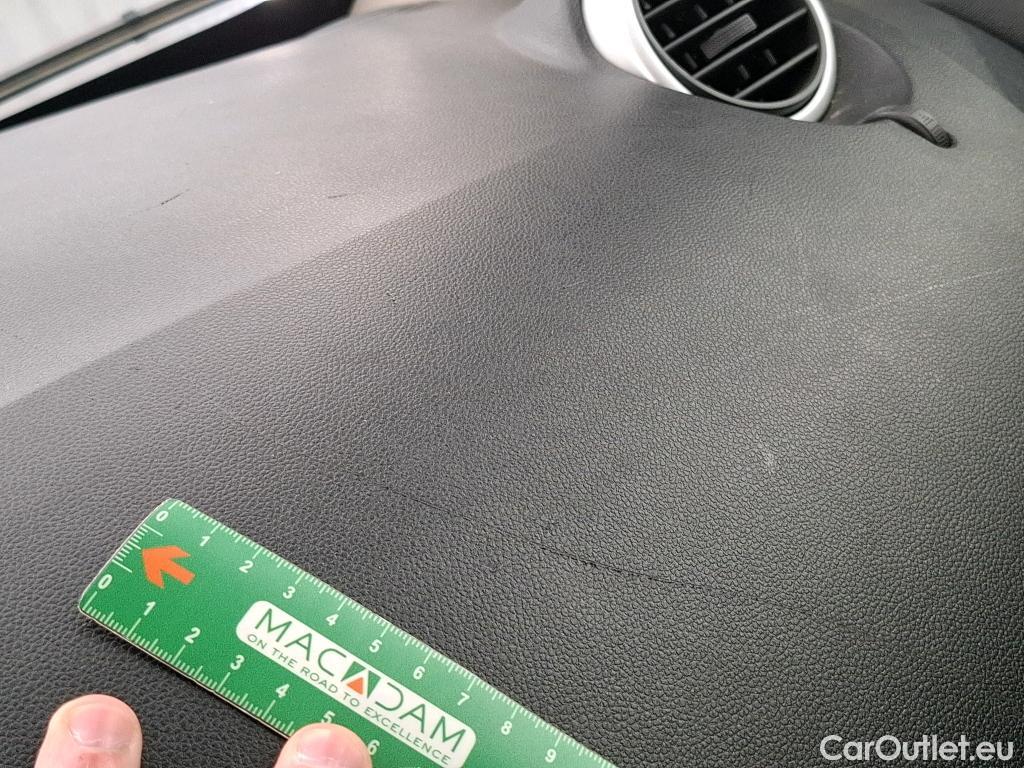 0 1 2 3 4 5 6 7 8 9
0 1 2 3 4 5 6
MACADAM
ON THE ROAD TO EXCELLENCE
CarOutlet.eu